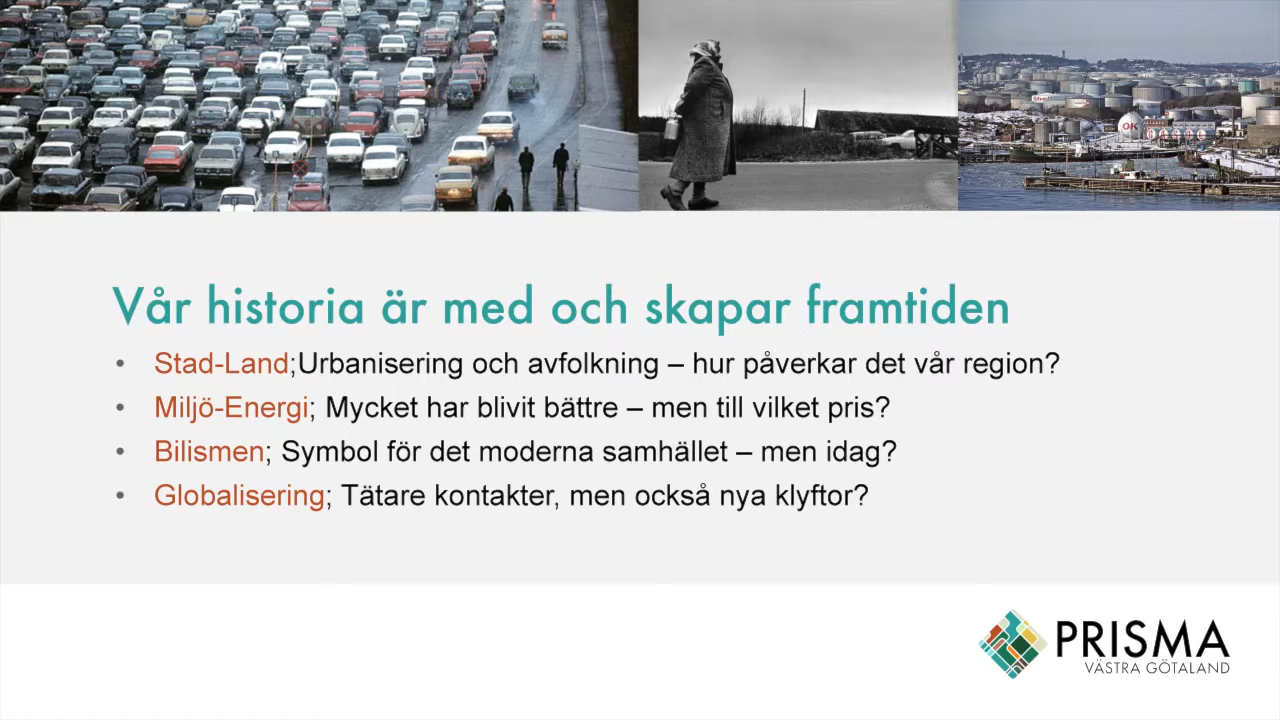 Shell
OK
Vår historia är med och skapar framtiden
• Stad-Land;Urbanisering och avfolkning – hur påverkar det vår region?
• Miljö-Energi; Mycket har blivit bättre – men till vilket pris?
• Bilismen; Symbol för det moderna samhället – men idag?
• Globalisering; Tätare kontakter, men också nya klyftor?
PRISMA
VÄSTRA GÖTALAND